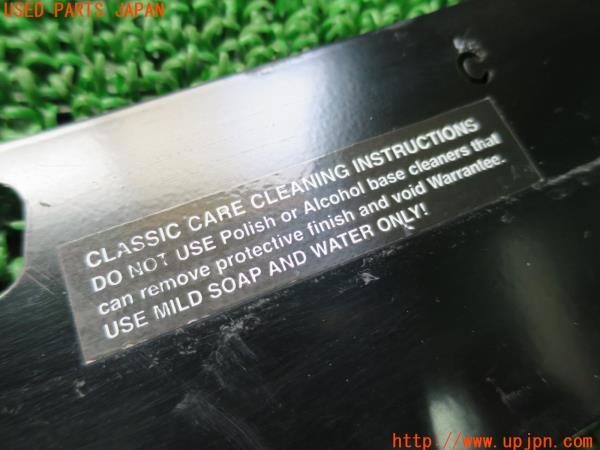 USED PARTS JAPAN
C
CLASSIC CARE CLEANING INSTRUCTIONS
DO NOT USE Polish or Alcohol base cleaners that
can remove protective finish and void Warrantee.
USE MILD SOAP AND WATER ONLY!
http://www.upjpn.com/